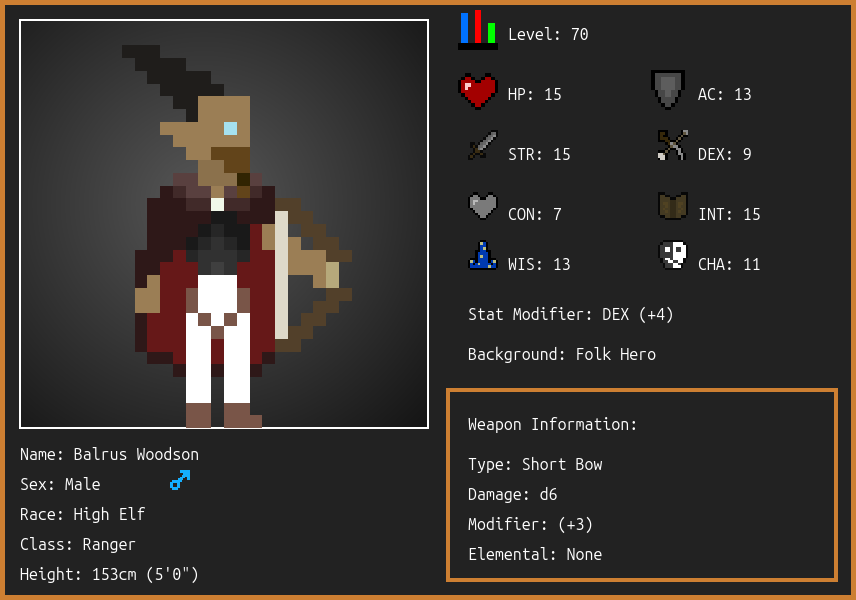 Level: 70
HP: 15
AC: 13
STR: 15
DEX: 9
CON: 7
INT: 15
WIS: 13
CHA: 11
Stat Modifier: DEX (+4)
Background: Folk Hero
Weapon Information:
Type: Short Bow
Damage: d6
Modifier: (+3)
Elemental: None
Name: Balrus Woodson
Sex: Male
Race: High Elf
Class: Ranger
Height: 153cm (5'0")